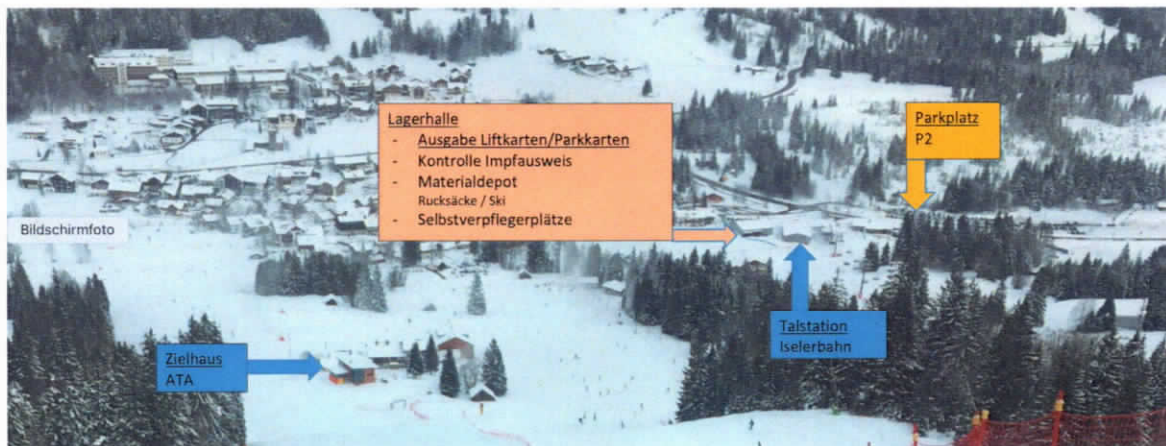 Lagerhalle
- Ausgabe Liftkarten/Parkkarten
- Kontrolle Impfausweis
- Materialdepot
Rucksäcke / Ski
- Selbstverpflegerplätze
Parkplatz
P2
Bildschirmfoto
Talstation
Iselerbahn
Zielhaus
ATA